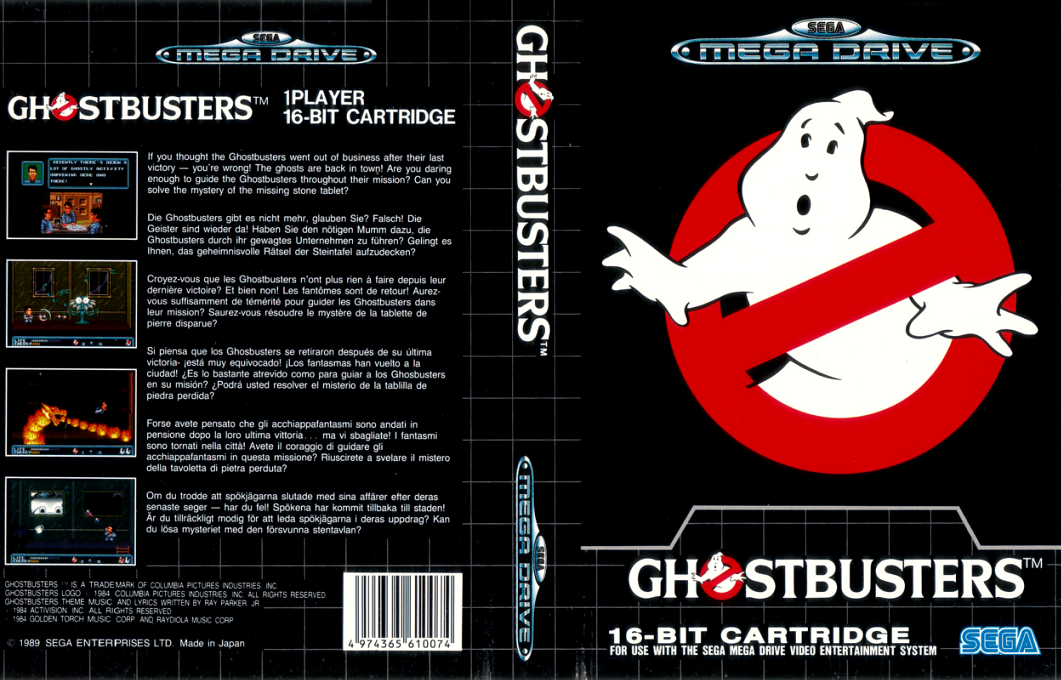 SEGA
MEGA DRIVE
GHOSTBUSTERS™
1PLAYER
16-BIT CARTRIDGE
RECENTLY THERE'S BEEN A
LOT OF GHOSTLY ACTIVITY
HAPPENING HERE AND
THERE!
If you thought the Ghostbusters went out of business after their last
victory — you're wrong! The ghosts are back in town! Are you daring
enough to guide the Ghostbusters throughout their mission? Can you
solve the mystery of the missing stone tablet?
Die Ghostbusters gibt es nicht mehr, glauben Sie? Falsch! Die
Geister sind wieder da! Haben Sie den nötigen Mumm dazu, die
Ghostbusters durch ihr gewagtes Unternehmen zu führen? Gelingt es
Ihnen, das geheimnisvolle Rätsel der Steintafel aufzudecken?
Croyez-vous que les Ghostbusters n'ont plus rien à faire depuis leur
dernière victoire? Et bien non! Les fantômes sont de retour! Aurez-
vous suffisamment de témérité pour guider les Ghostbusters dans
leur mission? Saurez-vous résoudre le mystère de la tablette de
pierre disparue?
Si piensa que los Ghosbusters se retiraron después de su última
victoria- ¡está muy equivocado! ¡Los fantasmas han vuelto a la
ciudad! ¿Es lo bastante atrevido como para guiar a los Ghostbusters
en su misión? ¿Podrá usted resolver el misterio de la tablilla de
piedra perdida?
Forse avete pensato che gli acchiappafantasmi sono andati in
pensione dopo la loro ultima vittoria... ma vi sbagliate! I fantasmi
sono tornati nella città! Avete il coraggio di guidare gli
acchiappafantasmi in questa missione? Riuscirete a svelare il mistero
della tavoletta di pietra perduta?
Om du trodde att spökjägarna slutade med sina affärer efter deras
senaste seger — har du fel! Spökena har kommit tillbaka till staden!
Är du tillräckligt modig för att leda spökjägarna i deras uppdrag? Kan
du lösa mysteriet med den försvunna stentavlan?
GHOSTBUSTERS ™ IS A TRADEMARK OF COLUMBIA PICTURES INDUSTRIES, INC.
GHOSTBUSTERS LOGO 1984 COLUMBIA PICTURES INDUSTRIES INC. ALL RIGHTS RESERVED
GHOSTBUSTERS THEME MUSIC AND LYRICS WRITTEN BY RAY PARKER, JR.
1984 ACTIVISION, INC. ALL RIGHTS RESERVED
1984 GOLDEN TORCH MUSIC CORP. AND RAYDIOLA MUSIC CORP.
© 1989 SEGA ENTERPRISES LTD. Made in Japan
4 974365 610074
GHOSTBUSTERS™
SEGA
MEGA DRIVE
SEGA
MEGA DRIVE
GHOSTBUSTERS™
16-BIT CARTRIDGE
FOR USE WITH THE SEGA MEGA DRIVE VIDEO ENTERTAINMENT SYSTEM
SEGA